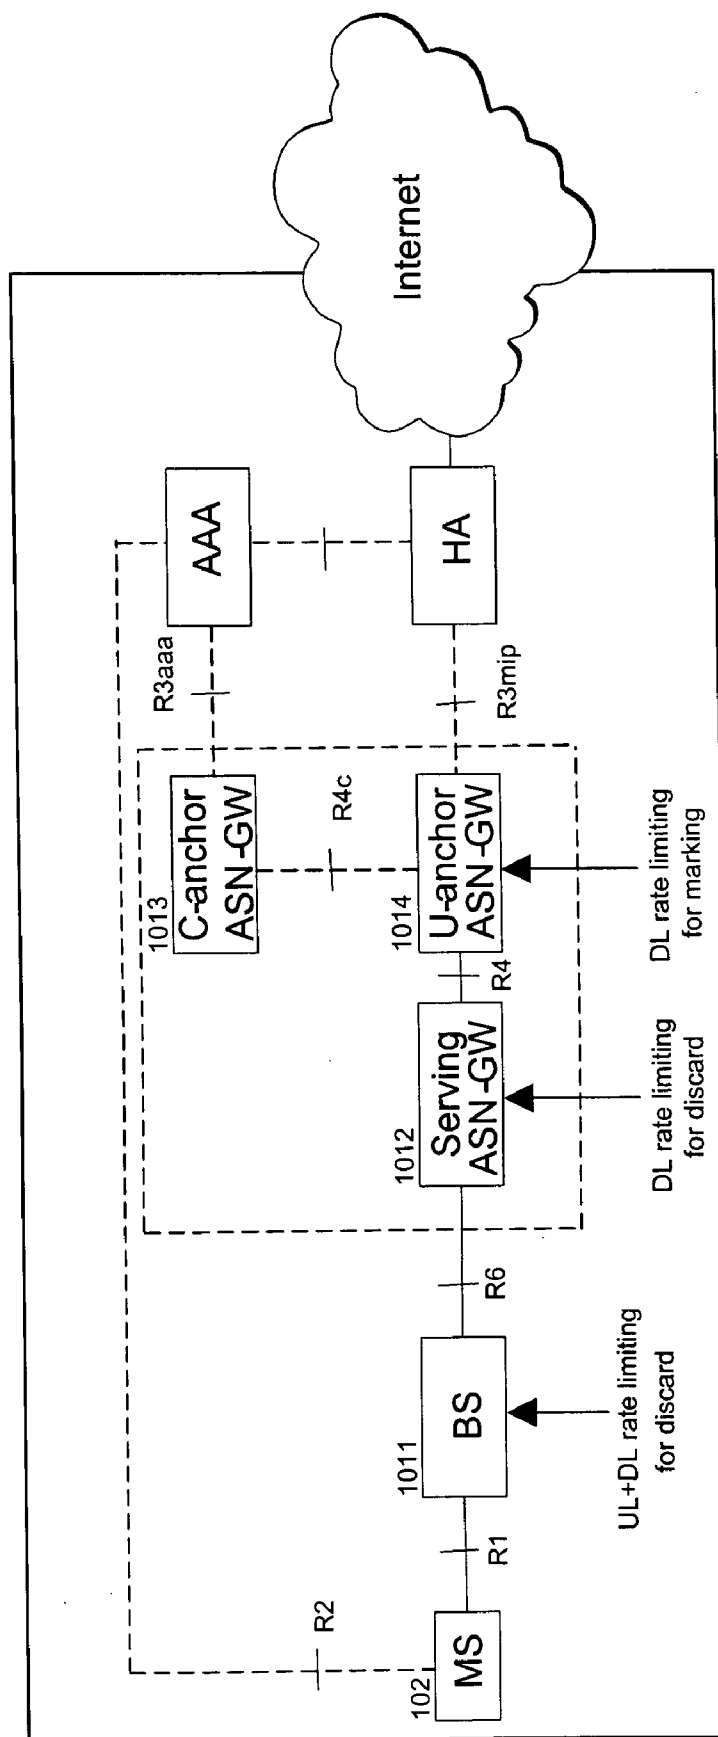 Internet
AAA
HA
R3aaa
R3mip
1013
C-anchor
ASN-GW
R4c
1014
U-anchor
ASN-GW
DL rate limiting
for marking
R4
1012
Serving
ASN-GW
DL rate limiting
for discard
R6
1011
BS
UL+DL rate limiting
for discard
R1
R2
102
MS